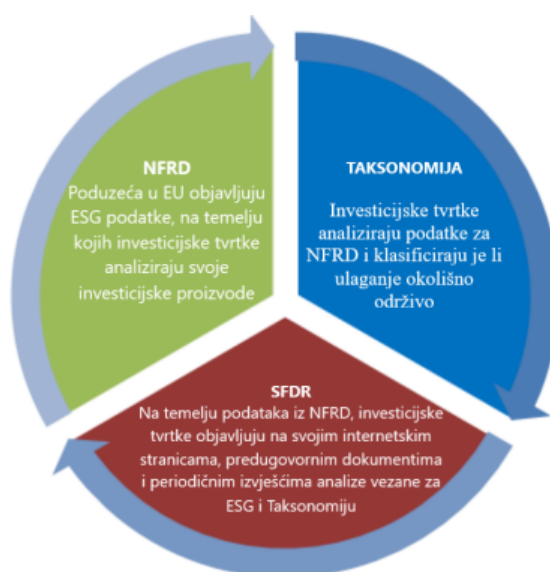 NFRD
Poduzeća u EU objavljuju
ESG podatke, na temelju
kojih investicijske tvrtke
analiziraju svoje
investicijske proizvode
TAKSONOMIJA
Investicijske tvrtke
analiziraju podatke za
NFRD i klasificiraju je li
ulaganje okolišno
održivo
SFDR
Na temelju podataka iz NFRD, investicijske
tvrtke objavljuju na svojim internetskim
stranicama, predugovornim dokumentima
i periodičnim izvješćima analize vezane za
ESG i Taksonomiju